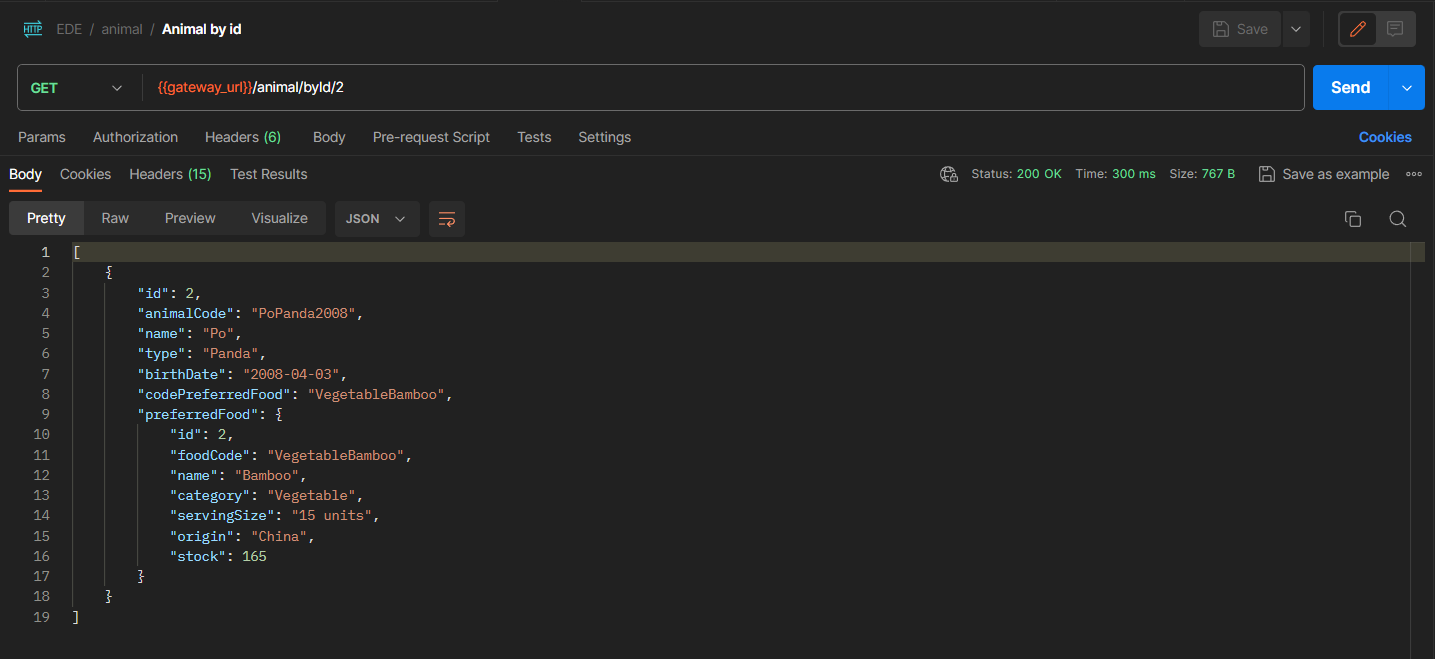 HTTP EDE / animal / Animal by id Save
GET {{gateway_url}}/animal/byId/2 Send
Params Authorization Headers (6) Body Pre-request Script Tests Settings Cookies
Body Cookies Headers (15) Test Results Status: 200 OK Time: 300 ms Size: 767 B Save as example
Pretty Raw Preview Visualize JSON
1 [
2 {
3 "id": 2,
4 "animalCode": "PoPanda2008",
5 "name": "Po",
6 "type": "Panda",
7 "birthDate": "2008-04-03",
8 "codePreferredFood": "VegetableBamboo",
9 "preferredFood": {
10 "id": 2,
11 "foodCode": "VegetableBamboo",
12 "name": "Bamboo",
13 "category": "Vegetable",
14 "servingSize": "15 units",
15 "origin": "China",
16 "stock": 165
17 }
18 }
19 ]